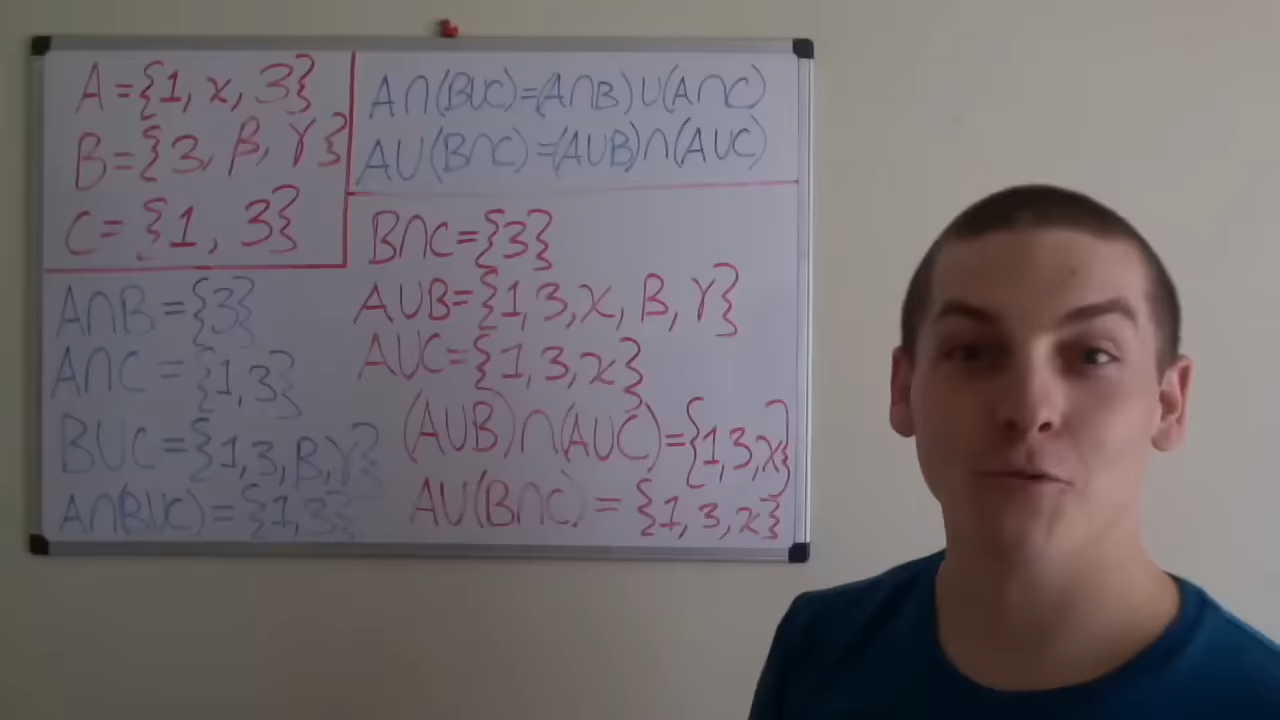 A={1, x, 3}
B={3, β, γ}
C={1, 3}
A∩(B∪C)=(A∩B)∪(A∩C)
A∪(B∩C)=(A∪B)∩(A∪C)
A∩B={3}
A∩C={1,3}
B∪C={1,3,β,γ}
A∩(B∪C)={1,3}
B∩C={3}
A∪B={1,3,x,β,γ}
A∪C={1,3,x}
(A∪B)∩(A∪C)={1,3,x}
A∪(B∩C)={1,3,x}